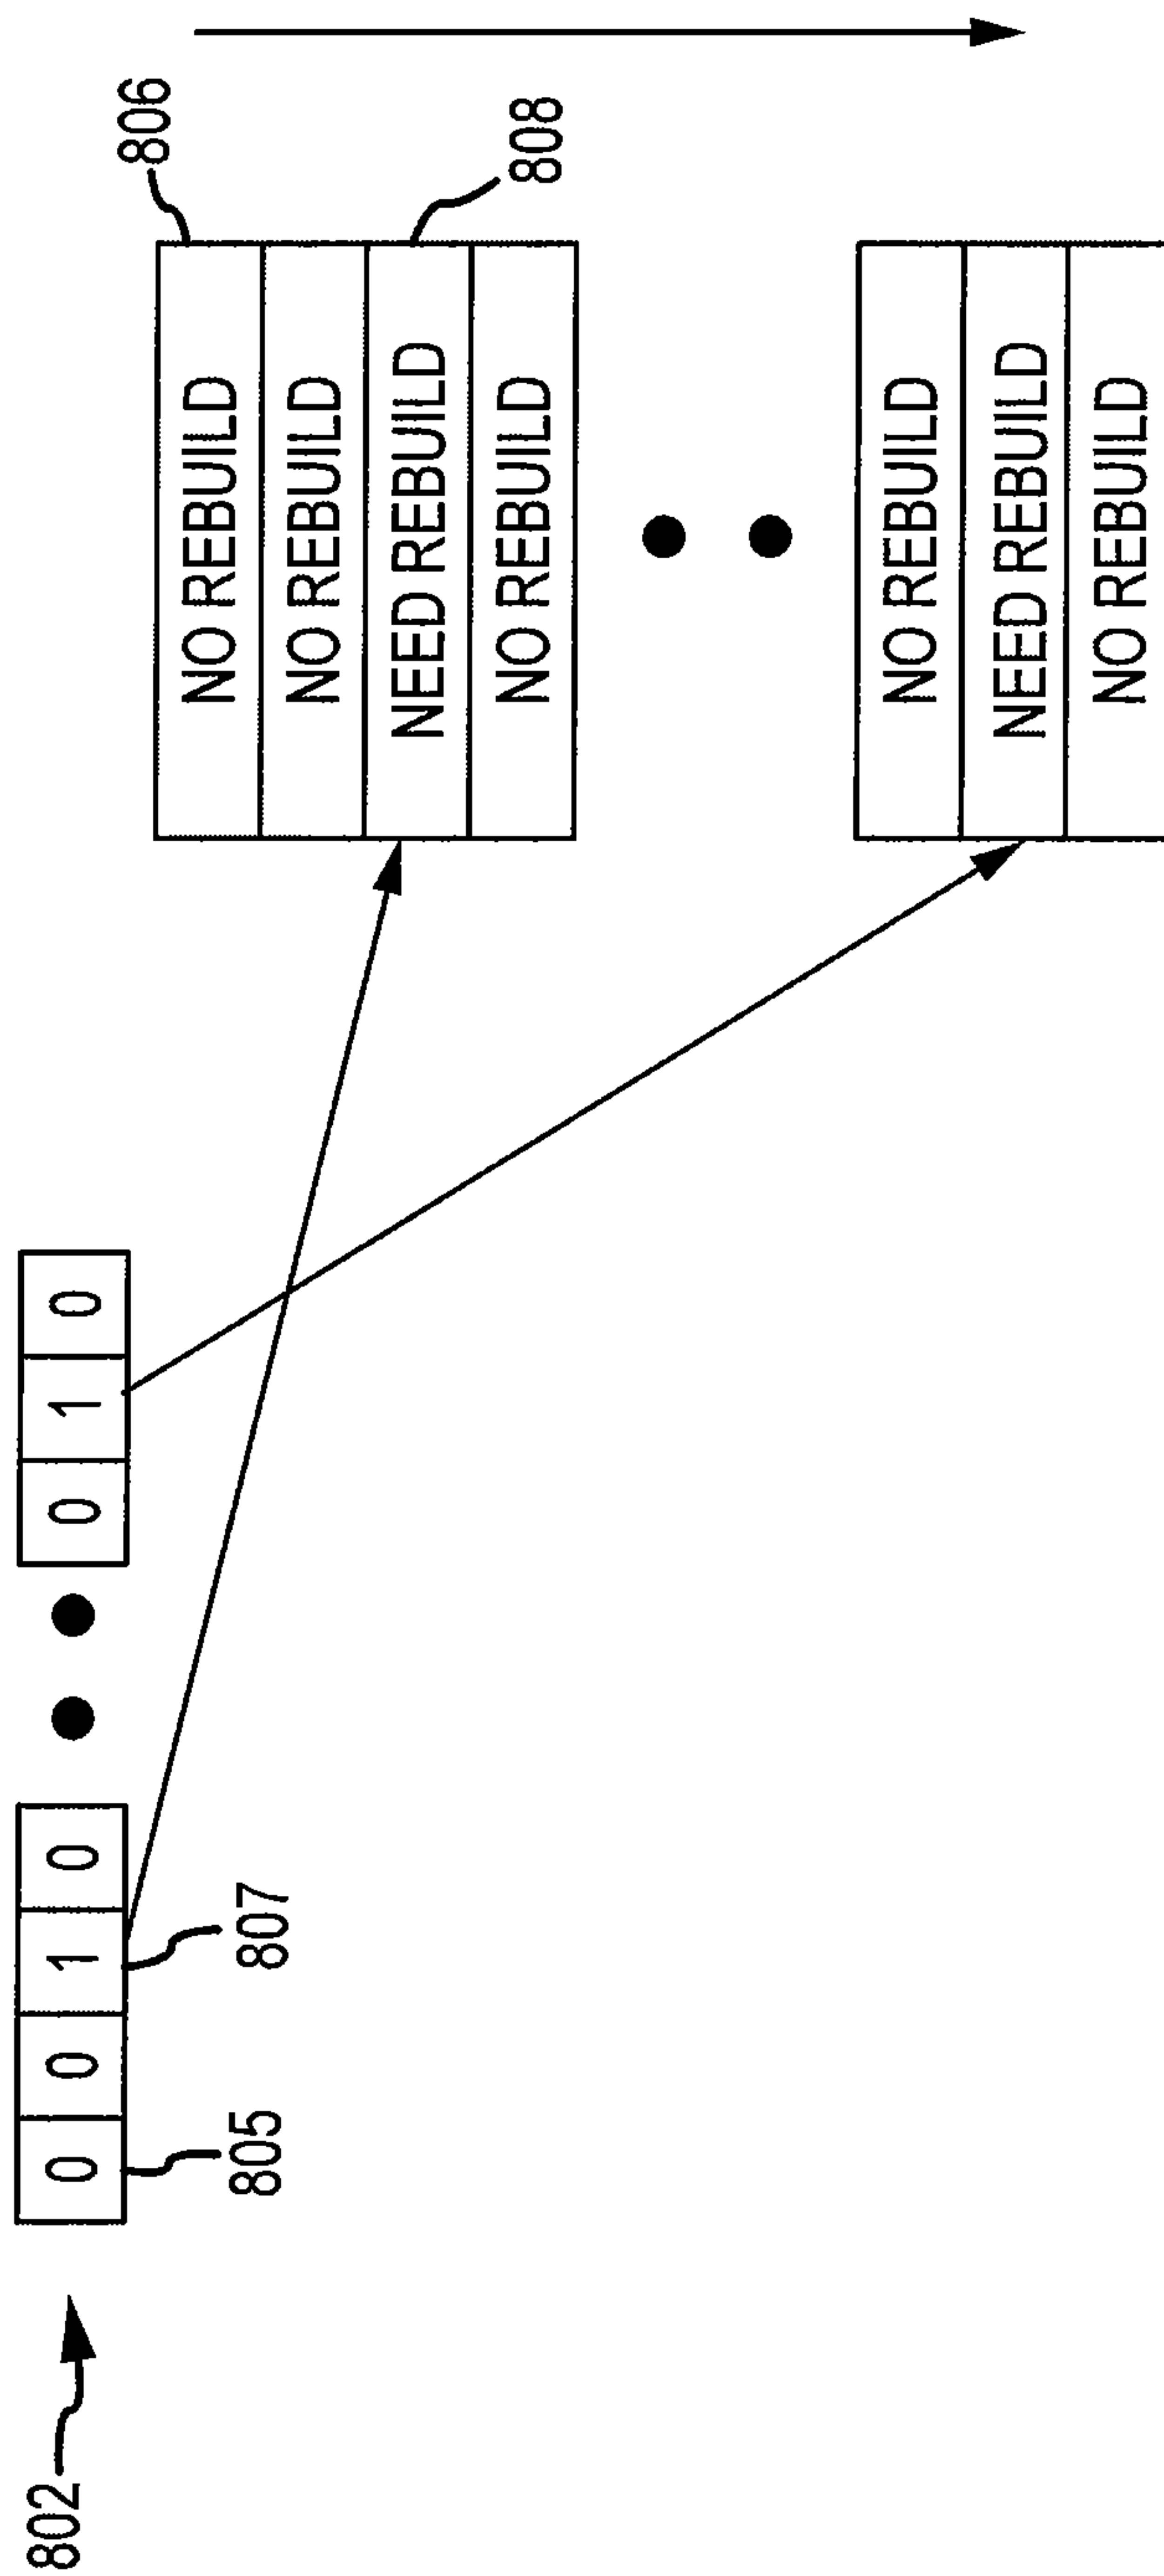 802
0 0 1 0 0 1 0
805
807
806
NO REBUILD
NO REBUILD
NEED REBUILD
808
NO REBUILD
NO REBUILD
NEED REBUILD
NO REBUILD